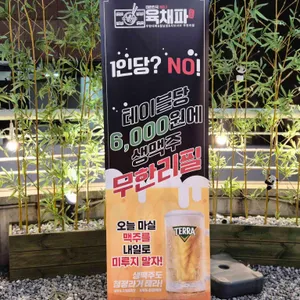 육채파
1인당? NO!
테이블당
6,000원에
생맥주
무한리필
오늘 마실
맥주를
내일로
미루지 말자!
TERRA